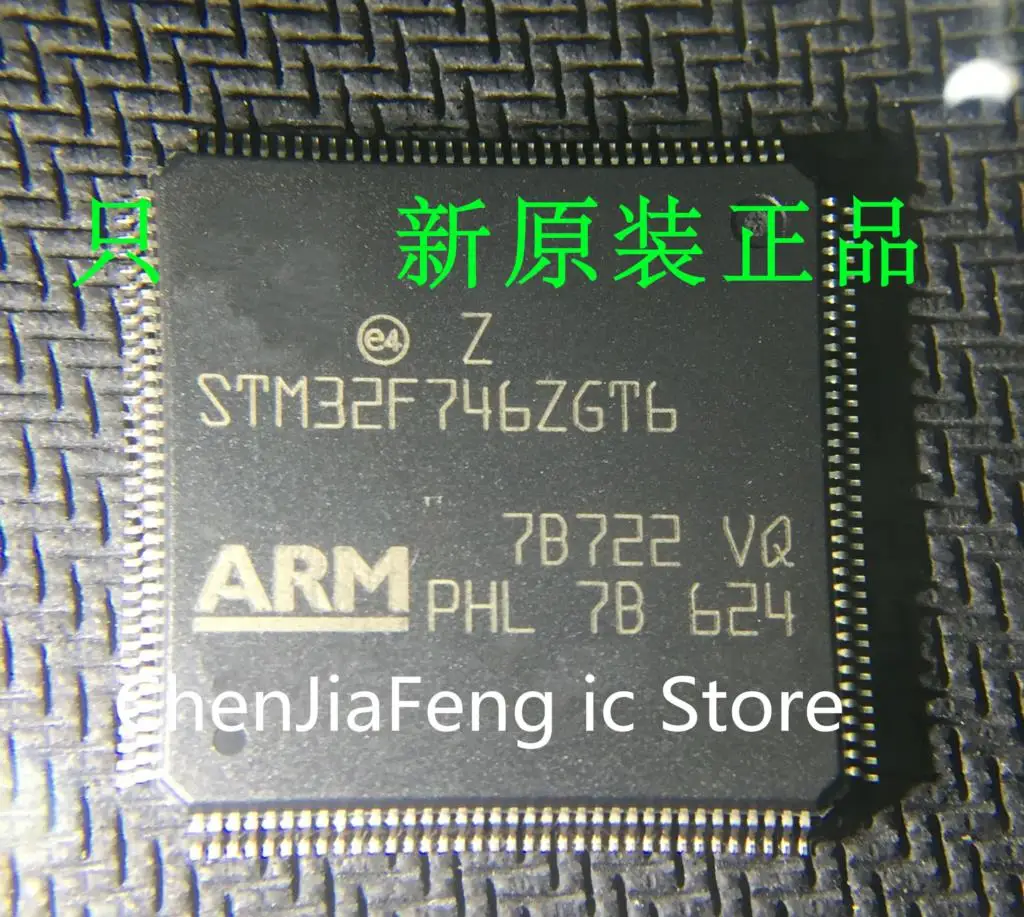 只 新原装正品
e4 Z
STM32F746ZGT6
7B722 VQ
ARM PHL 7B 624
ChenJiaFeng ic Store